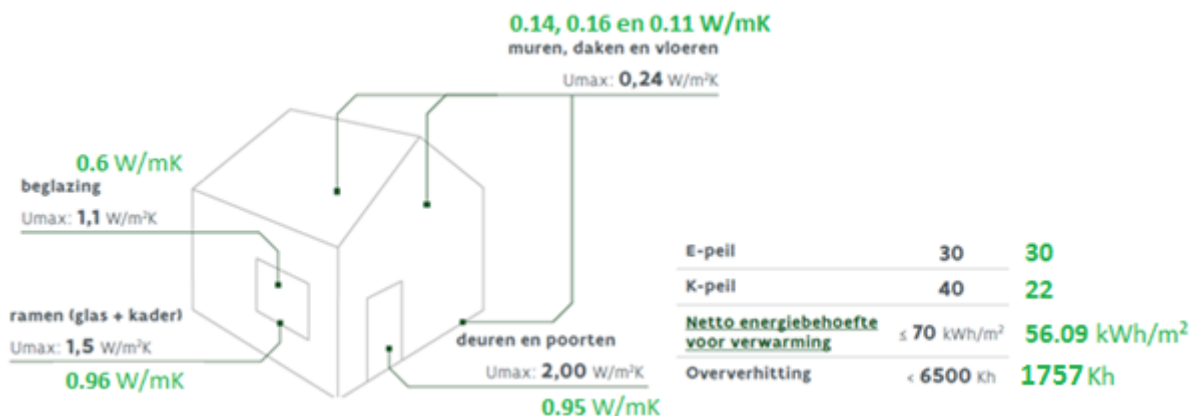 0.14, 0.16 en 0.11 W/mK
muren, daken en vloeren
Umax: 0,24 W/m²K
0.6 W/mK
beglazing
Umax: 1,1 W/m²K
ramen (glas + kader)
Umax: 1,5 W/m²K
0.96 W/mK
deuren en poorten
Umax: 2,00 W/m²K
0.95 W/mK
E-peil 30 30
K-peil 40 22
Netto energiebehoefte
voor verwarming ≤ 70 kWh/m² 56.09 kWh/m²
Oververhitting < 6500 Kh 1757 Kh